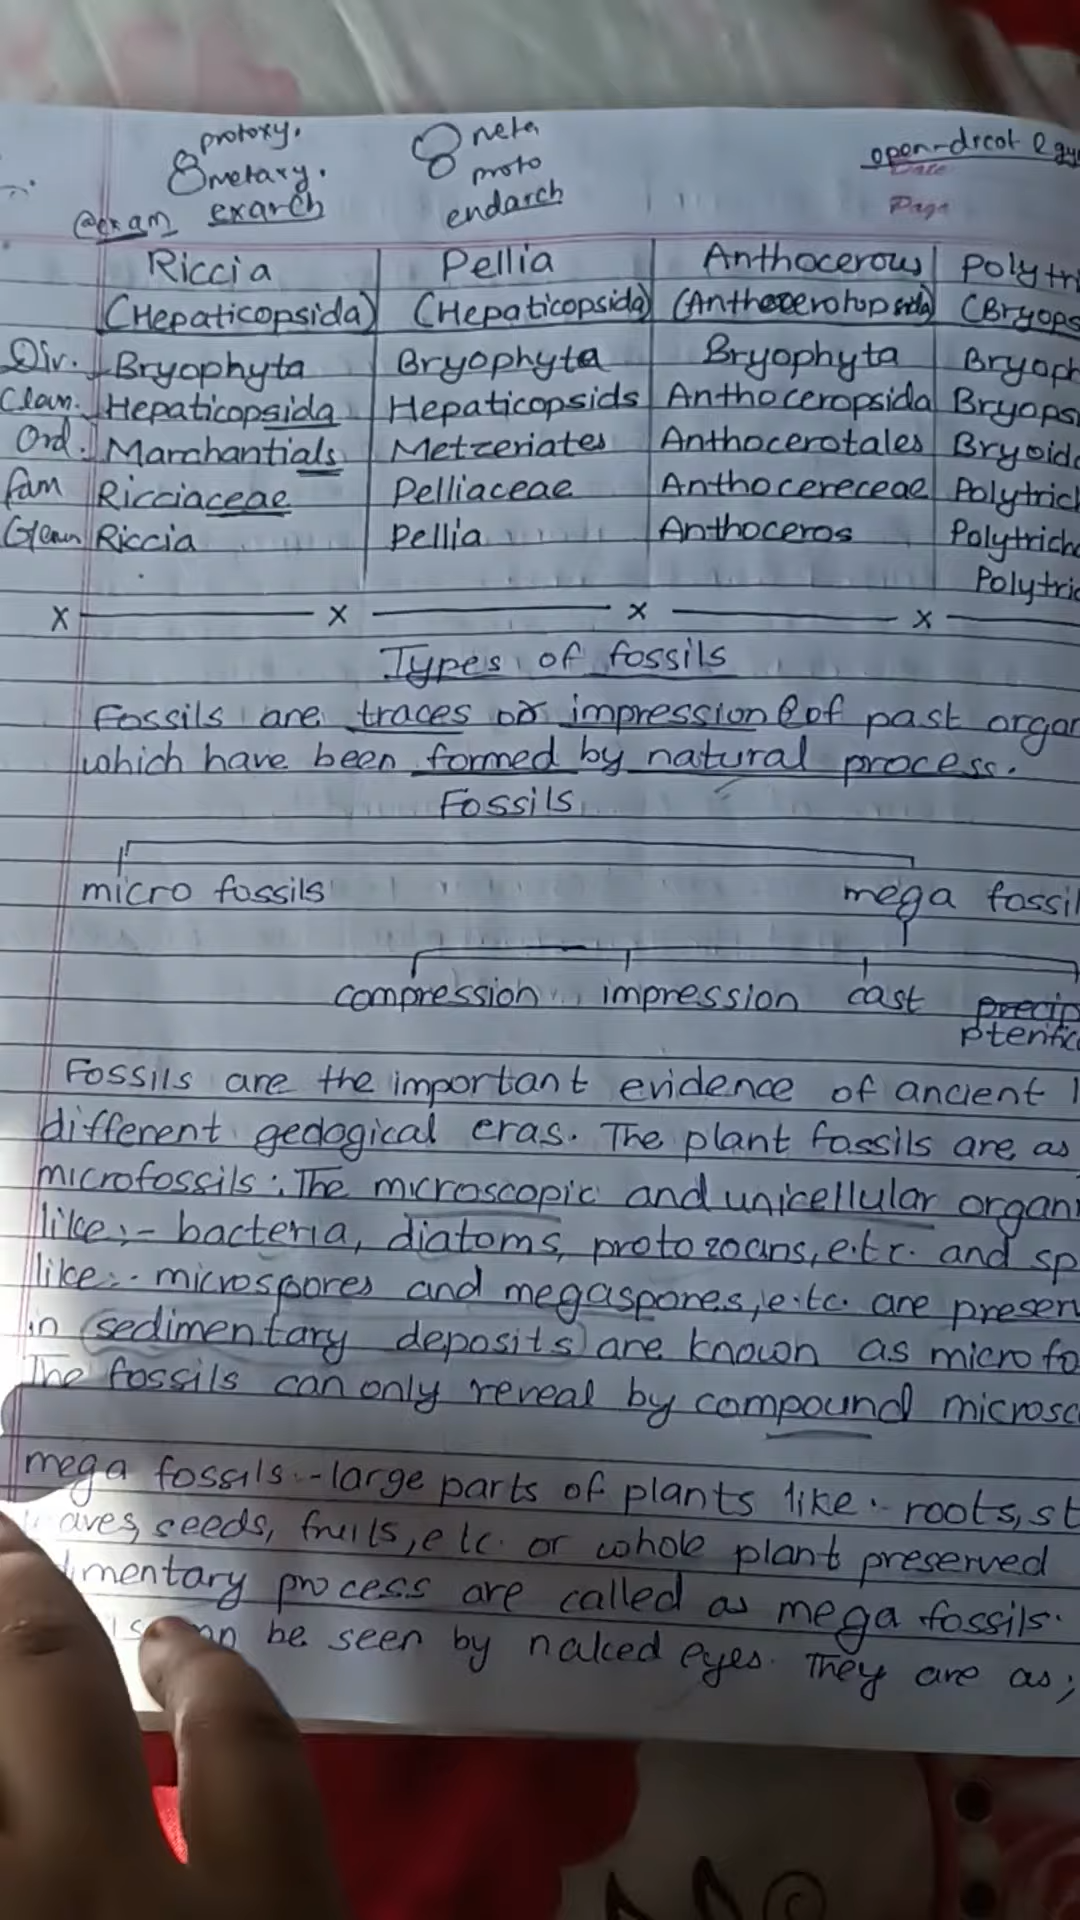 protoxy.
metaxy.
exarch
meta
proto
endarch
open-dicot
Date
Page
Riccia Pellia Anthocerous
(Hepaticopsida) (Hepaticopsida)
Div. Bryophyta Bryophyta Bryophyta
Hepaticopsida Hepaticopsids Anthoceropsida
Ord. Marchantials Metzeriates Anthocerotales
fam Ricciaceae Pelliaceae Anthocereceae
Riccia Pellia Anthoceros
x x x x
Types of fossils
Fossils are traces or impression of past
which have been formed by natural process.
Fossils
micro fossils mega
compression impression cast
Fossils are the important evidence of ancient
different geological eras. The plant fossils are as
microfossils:- The microscopic and unicellular
like:- bacteria, diatoms, protozoans, etc. and
like:- microspores and megaspores, etc. are
in (sedimentary deposits) are known as micro
The fossils can only reveal by compound
mega fossils:- large parts of plants like:- roots,
seeds, fruits, etc. or whole plant preserved
process are called as mega fossils.
be seen by naked eyes. They are as;